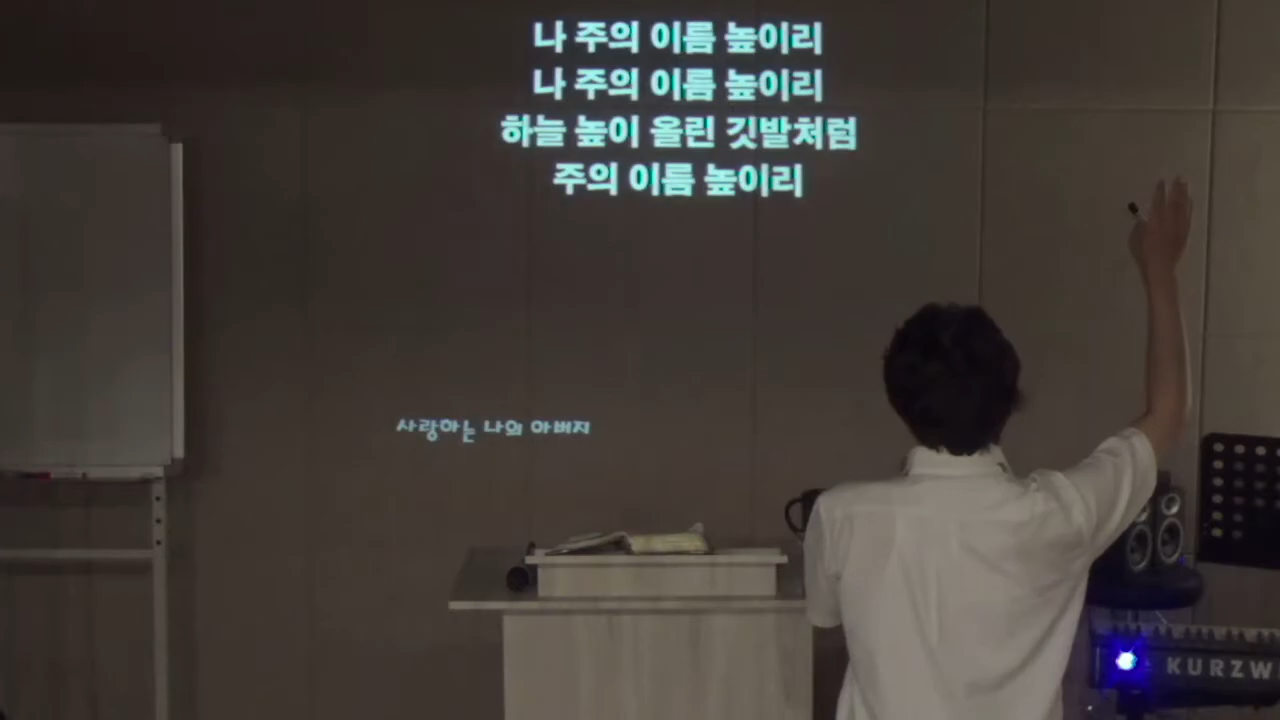 나 주의 이름 높이리
나 주의 이름 높이리
하늘 높이 올린 깃발처럼
주의 이름 높이리
사랑하는 나의 아버지
KURZW